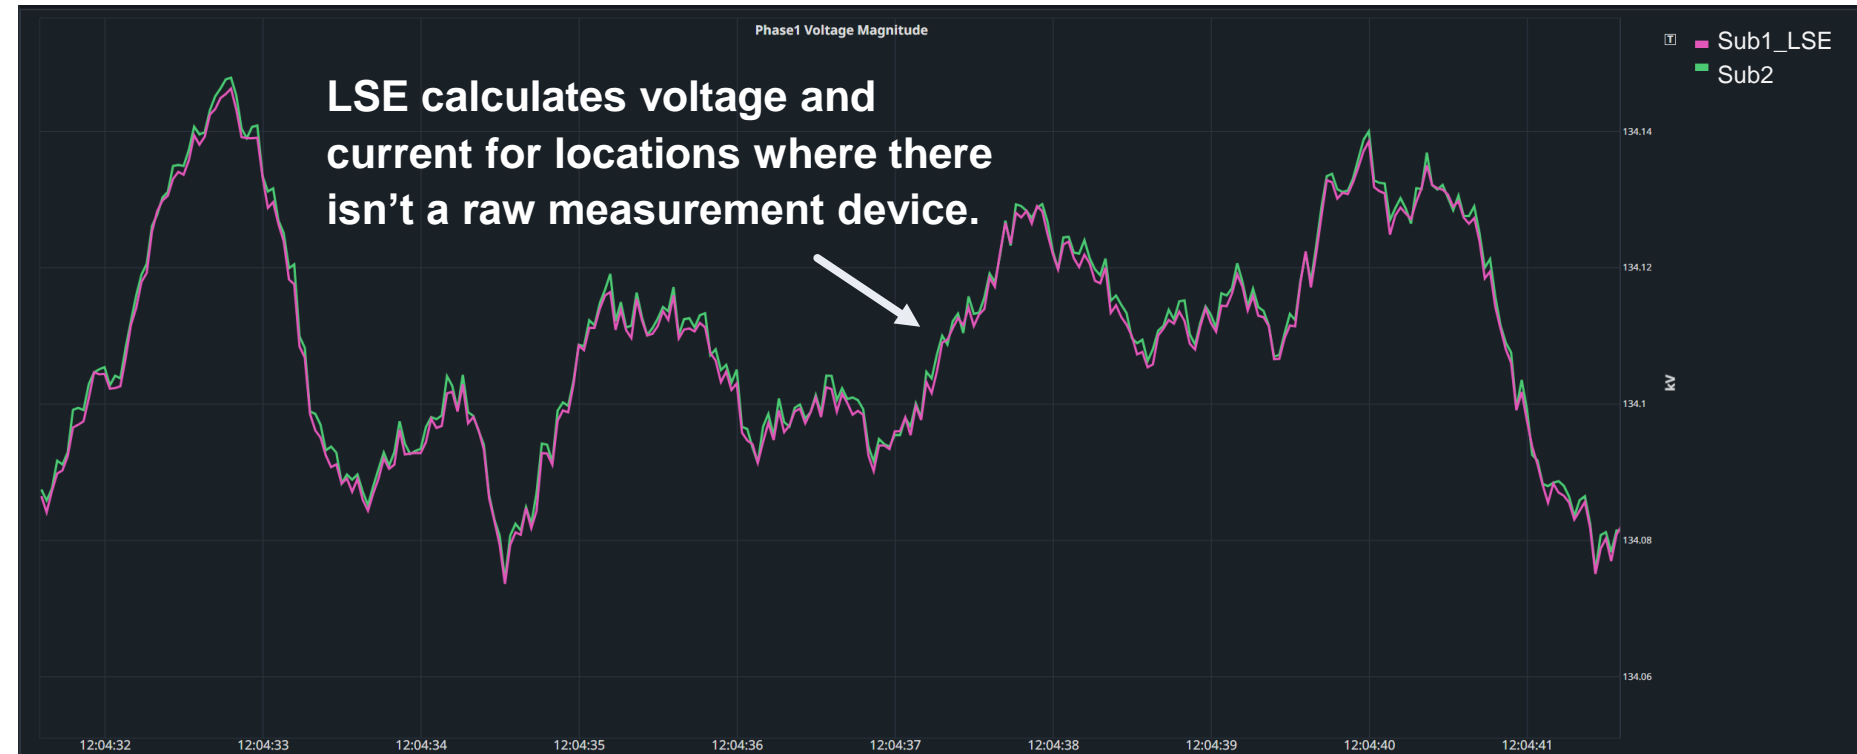 Phase1 Voltage Magnitude
T
Sub1_LSE
Sub2
LSE calculates voltage and
current for locations where there
isn't a raw measurement device.
134.14
134.12
134.1
134.08
134.06
kV
12:04:32
12:04:33
12:04:34
12:04:35
12:04:36
12:04:37
12:04:38
12:04:39
12:04:40
12:04:41